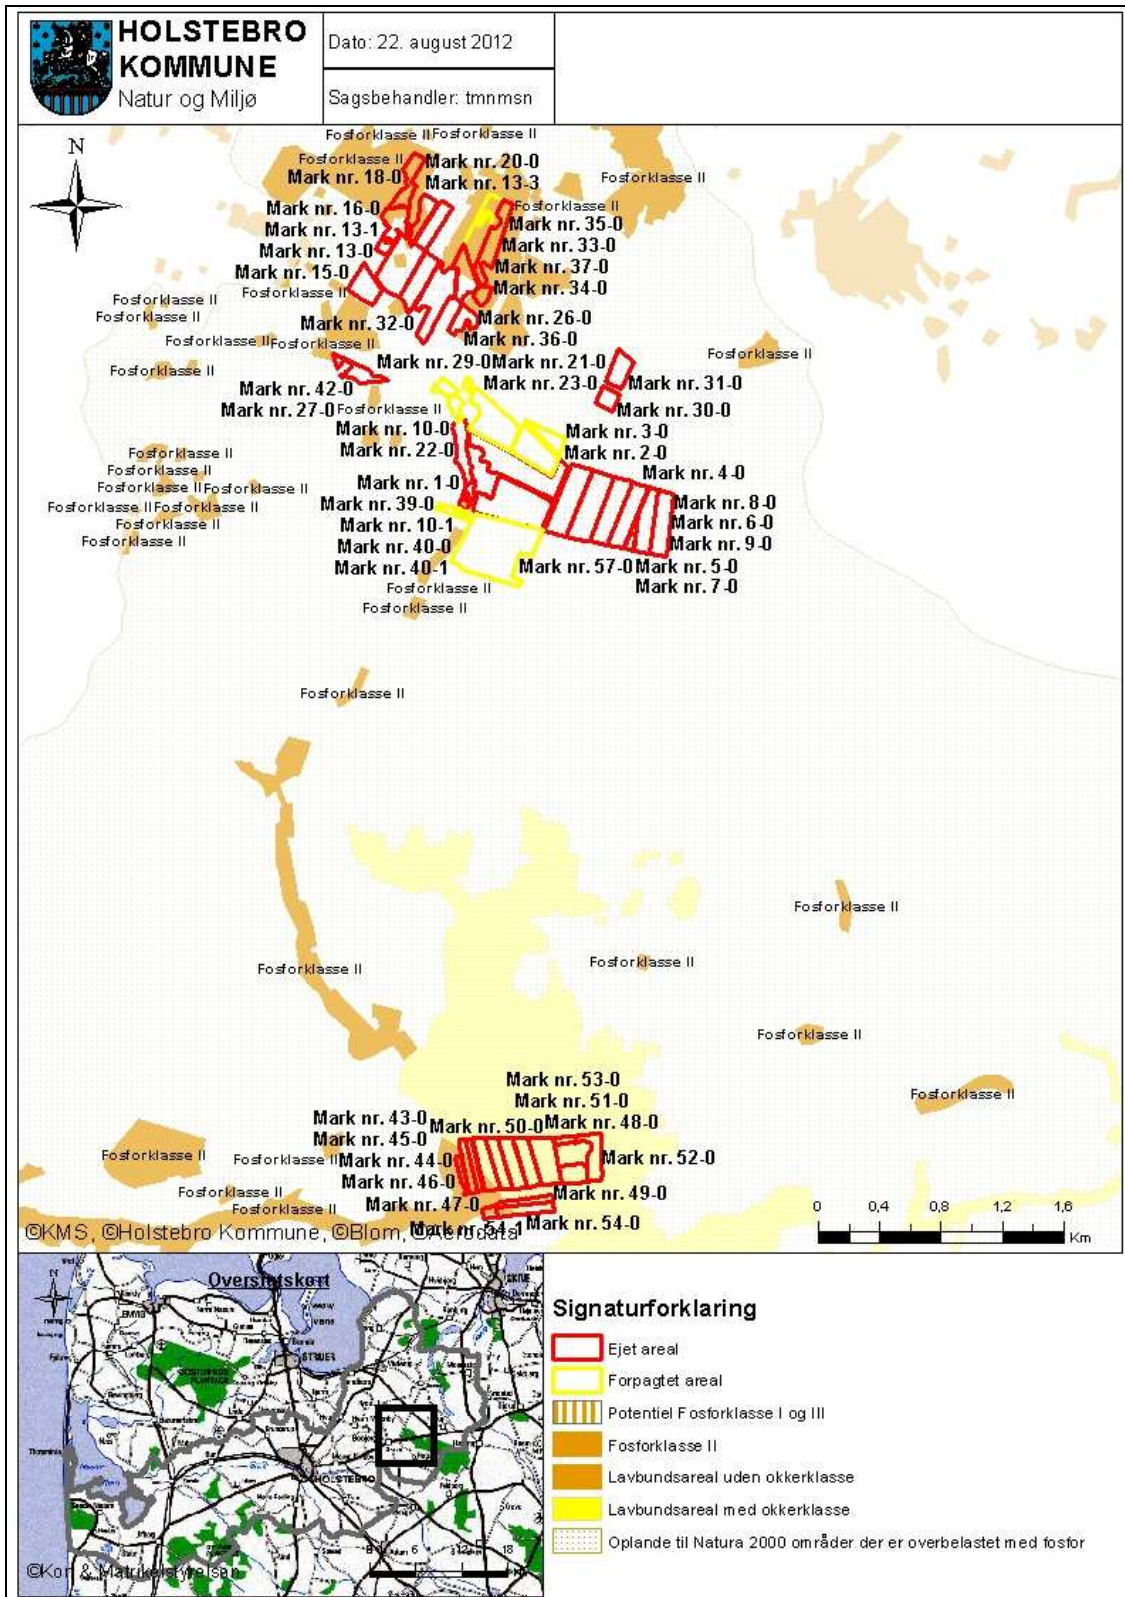 HOLSTEBRO
KOMMUNE
Natur og Miljø
Dato: 22. august 2012
Sagsbehandler: tmnmsn
N
Fosforklasse II
Fosforklasse II
Fosforklasse II
Mark nr. 20-0
Mark nr. 18-0
Mark nr. 13-3
Fosforklasse II
Mark nr. 16-0
Fosforklasse II
Mark nr. 13-1
Mark nr. 35-0
Mark nr. 13-0
Mark nr. 33-0
Mark nr. 15-0
Mark nr. 37-0
Fosforklasse II
Fosforklasse II
Mark nr. 34-0
Fosforklasse II
Mark nr. 32-0
Mark nr. 26-0
Fosforklasse II
Fosforklasse II
Mark nr. 36-0
Fosforklasse II
Mark nr. 29-0
Mark nr. 21-0
Fosforklasse II
Mark nr. 42-0
Mark nr. 23-0
Mark nr. 31-0
Mark nr. 27-0
Fosforklasse II
Mark nr. 30-0
Mark nr. 10-0
Mark nr. 3-0
Mark nr. 22-0
Mark nr. 2-0
Fosforklasse II
Fosforklasse II
Mark nr. 4-0
Mark nr. 1-0
Fosforklasse II
Fosforklasse II
Mark nr. 39-0
Mark nr. 8-0
Fosforklasse II
Fosforklasse II
Mark nr. 10-1
Mark nr. 6-0
Fosforklasse II
Mark nr. 40-0
Mark nr. 9-0
Fosforklasse II
Mark nr. 40-1
Mark nr. 57-0
Mark nr. 5-0
Fosforklasse II
Mark nr. 7-0
Fosforklasse II
Fosforklasse II
Fosforklasse II
Fosforklasse II
Fosforklasse II
Fosforklasse II
Mark nr. 53-0
Fosforklasse II
Mark nr. 51-0
Mark nr. 43-0
Mark nr. 50-0
Mark nr. 48-0
Mark nr. 45-0
Fosforklasse II
Fosforklasse II
Mark nr. 44-0
Mark nr. 52-0
Mark nr. 46-0
Fosforklasse II
Mark nr. 49-0
Fosforklasse II
Mark nr. 47-0
Mark nr. 54-1
Mark nr. 54-0
0 0,4 0,8 1,2 1,6
Km
©KMS, ©Holstebro Kommune, ©Blom, ©Aerodata
Oversigtskort
N
SKIVE
STRUER
HOLSTEBRO
©Kort & Matrikelstyrelsen
Signaturforklaring
Ejet areal
Forpagtet areal
Potentiel Fosforklasse I og III
Fosforklasse II
Lavbundsareal uden okkerklasse
Lavbundsareal med okkerklasse
Oplande til Natura 2000 områder der er overbelastet med fosfor